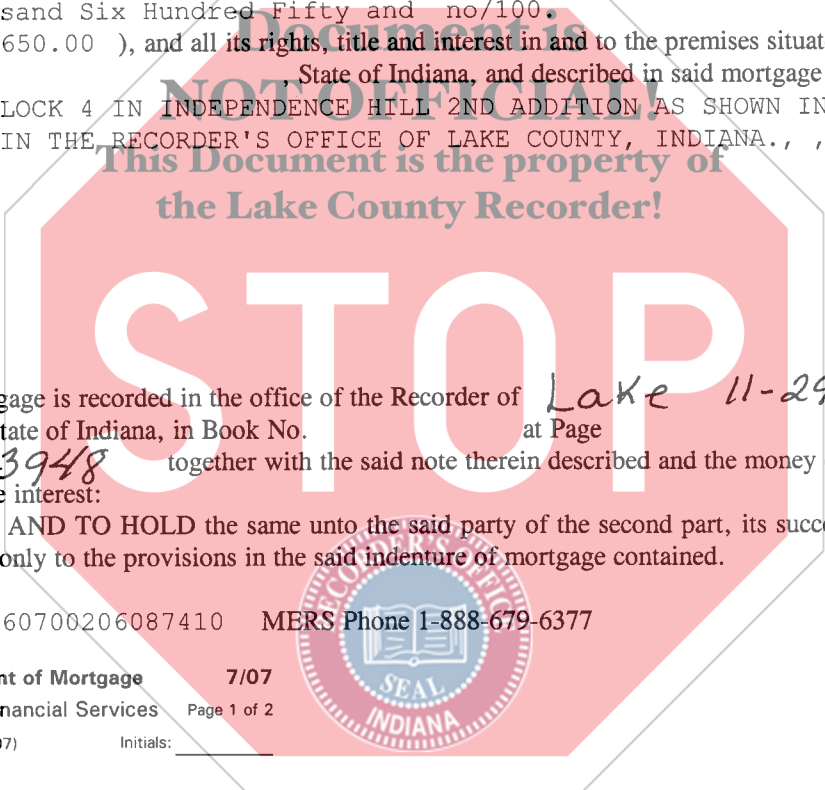 sand Six Hundred Fifty and no/100.
Document is
650.00 ), and all its rights, title and interest in and to the premises situat
, State of Indiana, and described in said mortgage
NOT OFFICIAL!
LOCK 4 IN INDEPENDENCE HILL 2ND ADDITION AS SHOWN IN
IN THE RECORDER'S OFFICE OF LAKE COUNTY, INDIANA., ,
This Document is the property of
the Lake County Recorder!
STOP
gage is recorded in the office of the Recorder of Lake 11-29
tate of Indiana, in Book No. at Page
3948 together with the said note therein described and the money
e interest:
AND TO HOLD the same unto the said party of the second part, its succe
only to the provisions in the said indenture of mortgage contained.
60700206087410 MERS Phone 1-888-679-6377
nt of Mortgage 7/07
nancial Services Page 1 of 2
07) Initials:
RECORDER'S OFFIC
SEAL
INDIANA